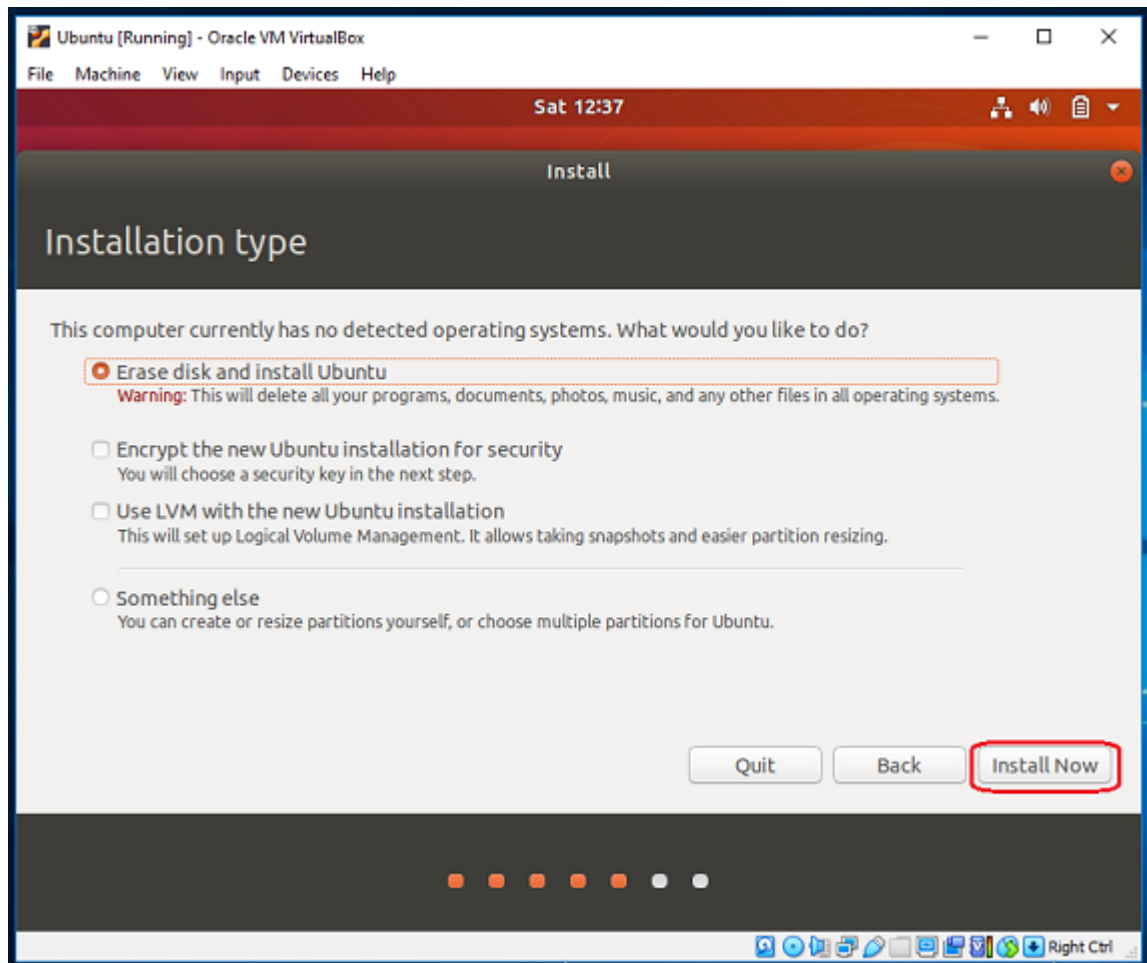 Ubuntu [Running] - Oracle VM VirtualBox
File Machine View Input Devices Help
Sat 12:37
Install
Installation type
This computer currently has no detected operating systems. What would you like to do?
Erase disk and install Ubuntu
Warning: This will delete all your programs, documents, photos, music, and any other files in all operating systems.
Encrypt the new Ubuntu installation for security
You will choose a security key in the next step.
Use LVM with the new Ubuntu installation
This will set up Logical Volume Management. It allows taking snapshots and easier partition resizing.
Something else
You can create or resize partitions yourself, or choose multiple partitions for Ubuntu.
Quit Back Install Now
Right Ctrl